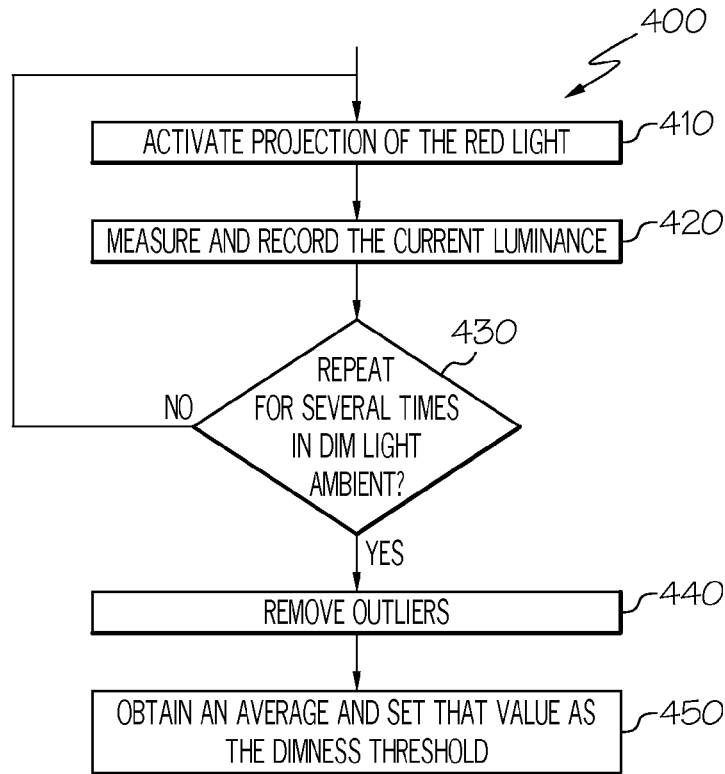 400
ACTIVATE PROJECTION OF THE RED LIGHT
410
MEASURE AND RECORD THE CURRENT LUMINANCE
420
430
REPEAT
FOR SEVERAL TIMES
IN DIM LIGHT
AMBIENT?
NO
YES
REMOVE OUTLIERS
440
OBTAIN AN AVERAGE AND SET THAT VALUE AS
THE DIMNESS THRESHOLD
450